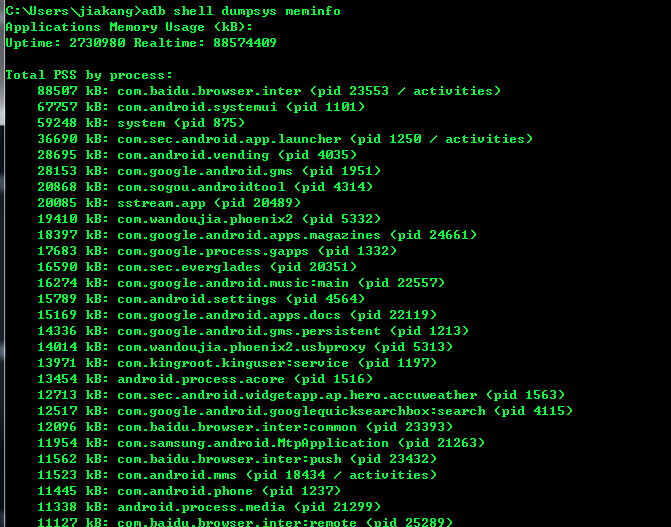 C:\Users\jiakang>adb shell dumpsys meminfo
Applications Memory Usage (kB):
Uptime: 2730980 Realtime: 88574409
Total PSS by process:
88507 kB: com.baidu.browser.inter (pid 23553 / activities)
67757 kB: com.android.systemui (pid 1101)
59248 kB: system (pid 875)
36690 kB: com.sec.android.app.launcher (pid 1250 / activities)
28695 kB: com.android.vending (pid 4035)
28153 kB: com.google.android.gms (pid 1951)
20868 kB: com.sogou.androidtool (pid 4314)
20085 kB: sstream.app (pid 20489)
19410 kB: com.wandoujia.phoenix2 (pid 5332)
18397 kB: com.google.android.apps.magazines (pid 24661)
17683 kB: com.google.process.gapps (pid 1332)
16590 kB: com.sec.everglades (pid 20351)
16274 kB: com.google.android.music:main (pid 22557)
15789 kB: com.android.settings (pid 4564)
15169 kB: com.google.android.apps.docs (pid 22119)
14336 kB: com.google.android.gms.persistent (pid 1213)
14014 kB: com.wandoujia.phoenix2.usbproxy (pid 5313)
13971 kB: com.kingroot.kinguser:service (pid 1197)
13454 kB: android.process.acore (pid 1516)
12713 kB: com.sec.android.widgetapp.ap.hero.accuweather (pid 1563)
12517 kB: com.google.android.googlequicksearchbox:search (pid 4115)
12096 kB: com.baidu.browser.inter:common (pid 23393)
11954 kB: com.samsung.android.MtpApplication (pid 21263)
11562 kB: com.baidu.browser.inter:push (pid 23432)
11523 kB: com.android.mms (pid 18434 / activities)
11445 kB: com.android.phone (pid 1237)
11338 kB: android.process.media (pid 21299)
11127 kB: com.baidu.browser.inter:remote (pid 25289)